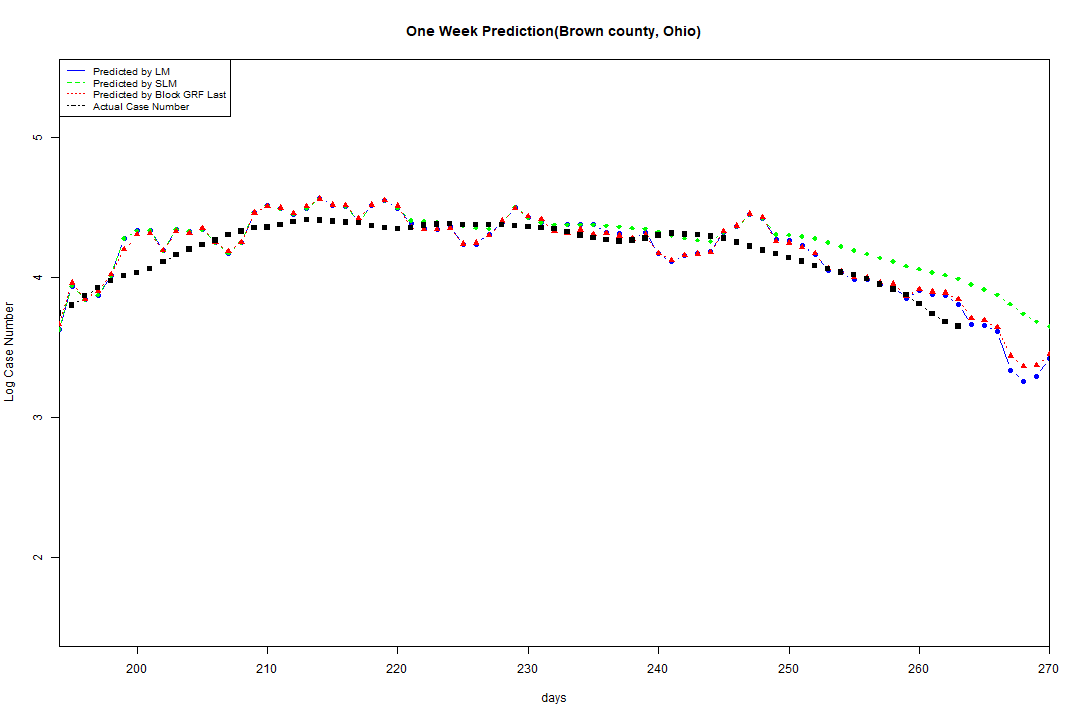 One Week Prediction(Brown county, Ohio)
Predicted by LM
Predicted by SLM
Predicted by Block GRF Last
Actual Case Number
5
4
3
2
Log Case Number
200 210 220 230 240 250 260 270
days